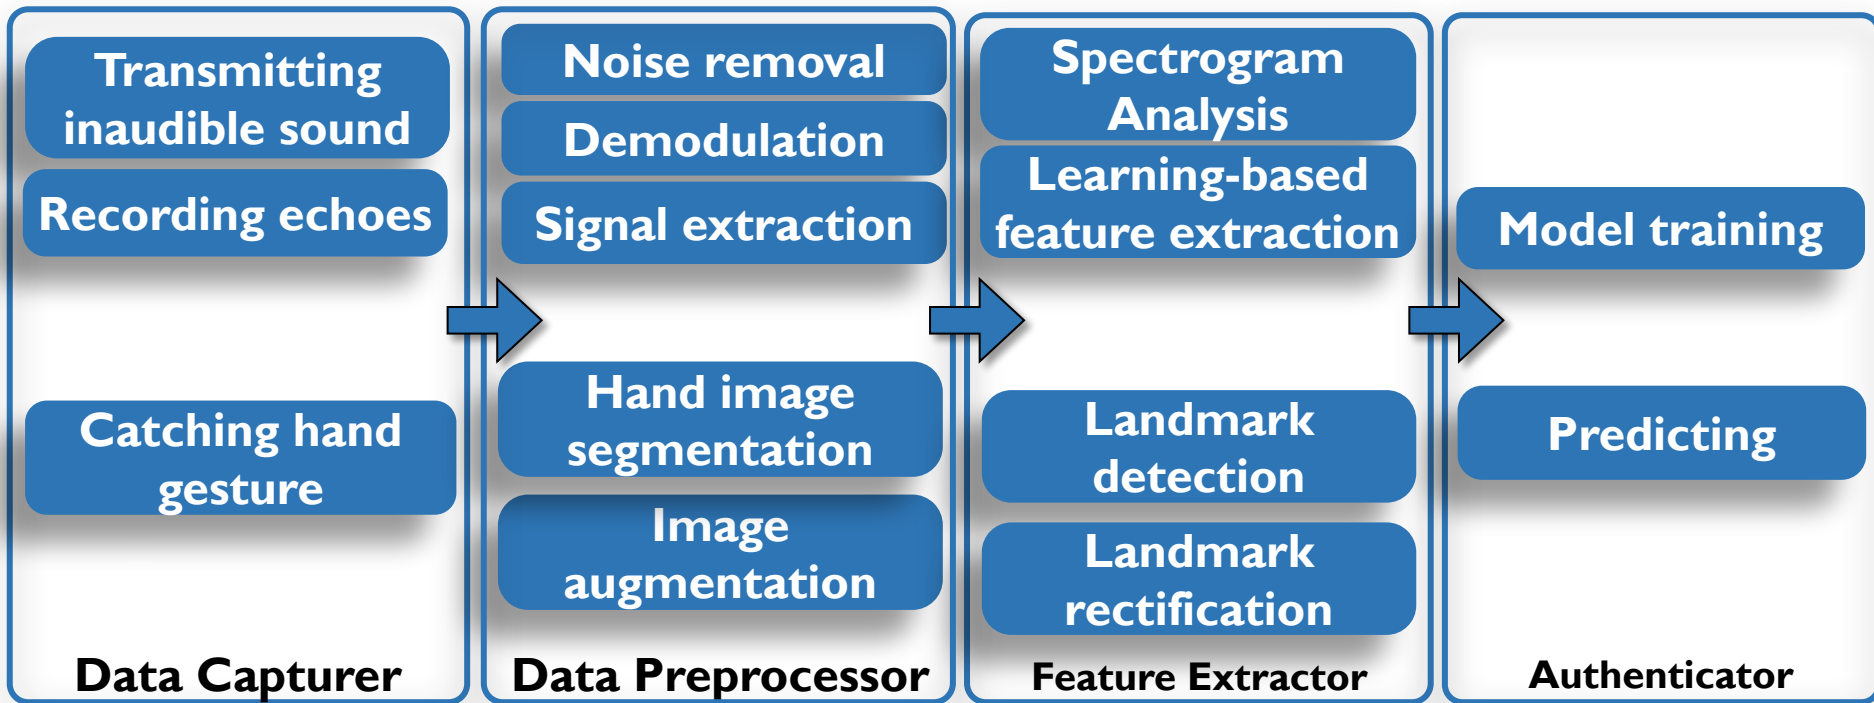 Transmitting
inaudible sound
Recording echoes
Catching hand
gesture
Data Capturer
Noise removal
Demodulation
Signal extraction
Hand image
segmentation
Image
augmentation
Data Preprocessor
Spectrogram
Analysis
Learning-based
feature extraction
Landmark
detection
Landmark
rectification
Feature Extractor
Model training
Predicting
Authenticator